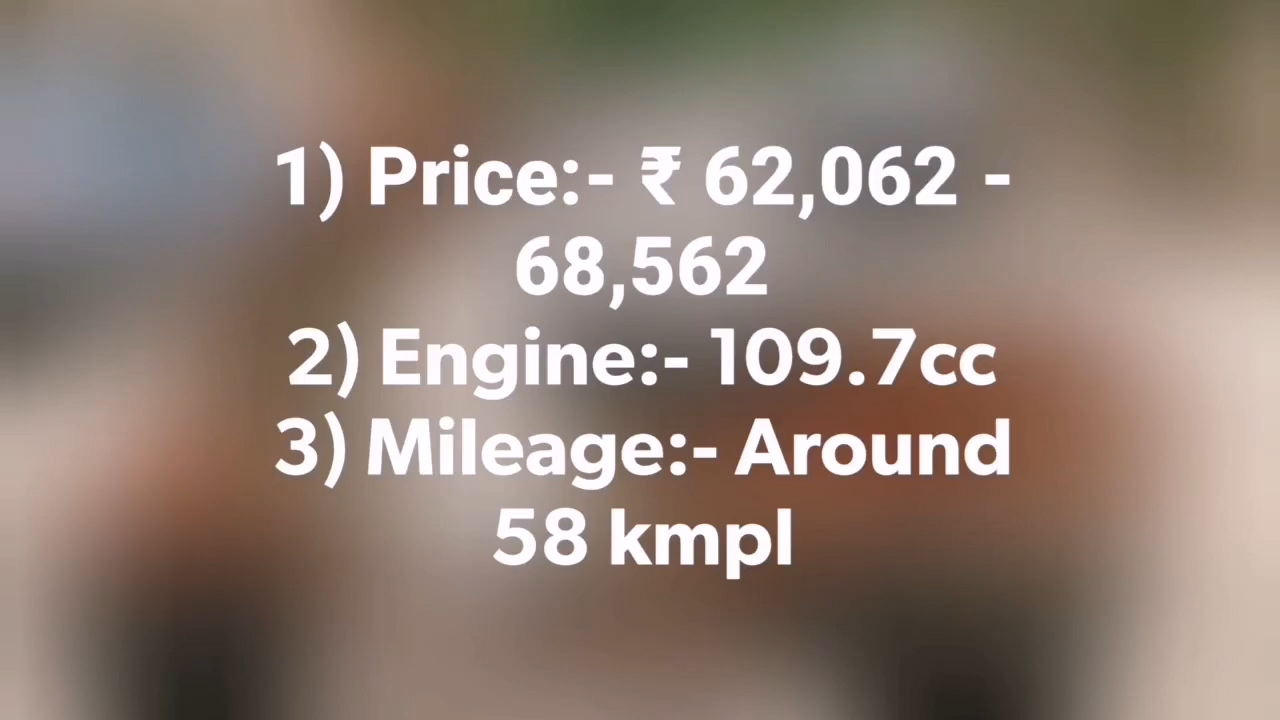 1) Price:- ₹ 62,062 -
68,562
2) Engine:- 109.7cc
3) Mileage:- Around
58 kmpl